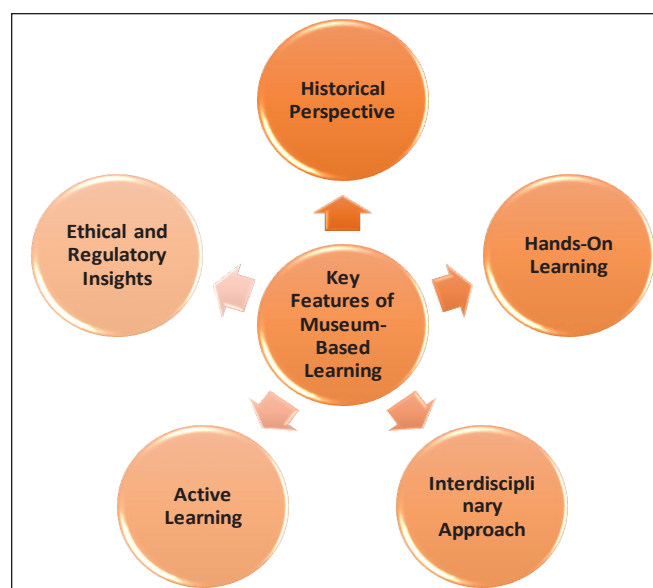 Historical
Perspective
Ethical and
Regulatory
Insights
Hands-On
Learning
Key
Features of
Museum-
Based
Learning
Active
Learning
Interdiscipli
nary
Approach